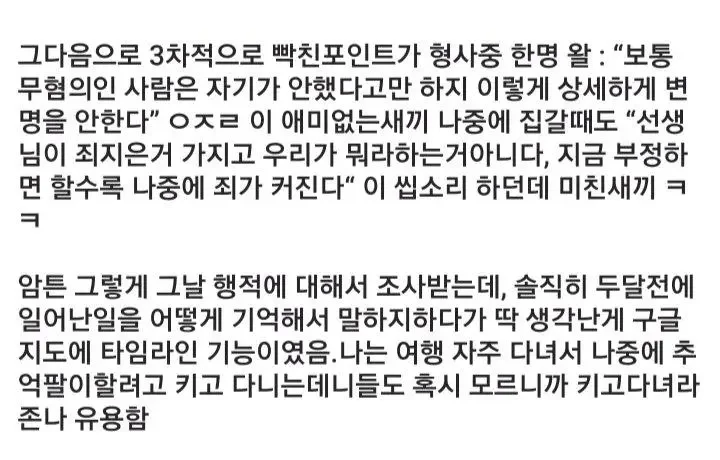 그다음으로 3차적으로 빡친포인트가 형사중 한명 왈 : “보통
무혐의인 사람은 자기가 안했다고만 하지 이렇게 상세하게 변
명을 안한다” ㅇㅈㄹ 이 애미없는새끼 나중에 집갈때도 “선생
님이 죄지은거 가지고 우리가 뭐라하는거아니다, 지금 부정하
면 할수록 나중에 죄가 커진다“ 이 씹소리 하던데 미친새끼 ㅋ
ㅋ
암튼 그렇게 그날 행적에 대해서 조사받는데, 솔직히 두달전에
일어난일을 어떻게 기억해서 말하지하다가 딱 생각난게 구글
지도에 타임라인 기능이였음.나는 여행 자주 다녀서 나중에 추
억팔이할려고 키고 다니는데니들도 혹시 모르니까 키고다녀라
존나 유용함